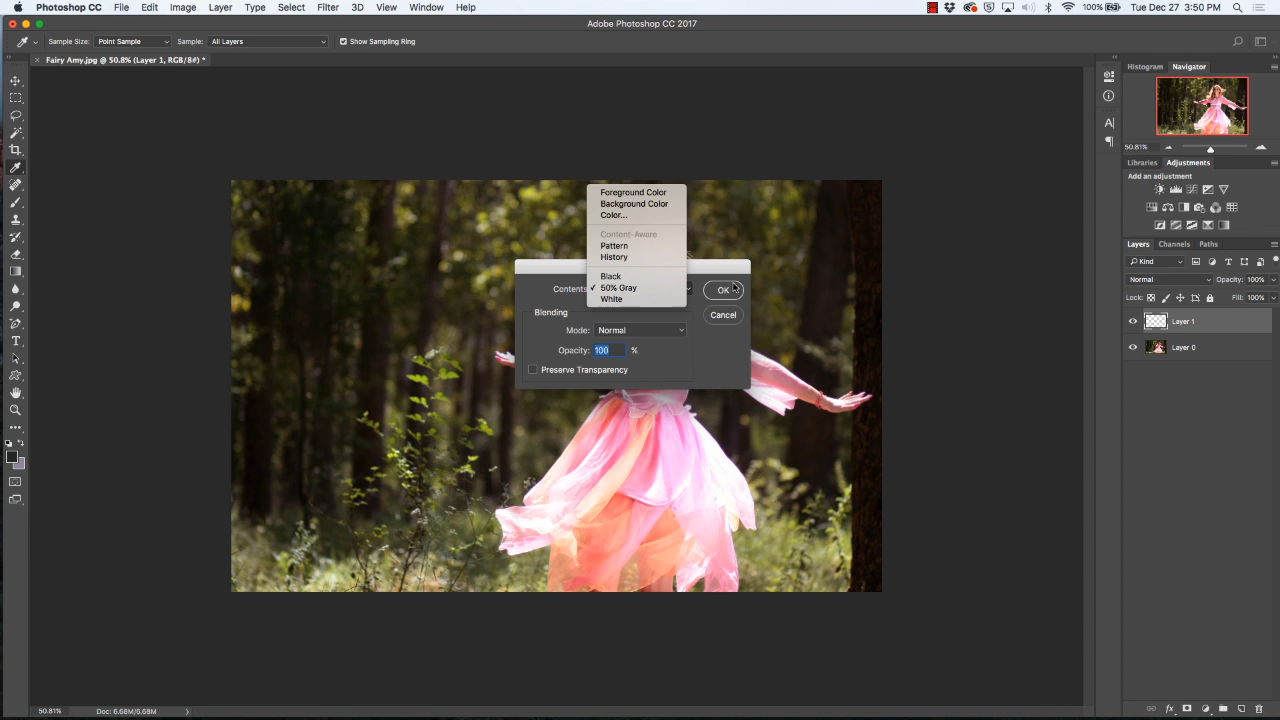 Photoshop CC File Edit Image Layer Type Select Filter 3D View Window Help 100% Tue Dec 27 3:50 PM
Adobe Photoshop CC 2017
Sample Size: Point Sample Sample: All Layers Show Sampling Ring
Fairy Amy.jpg @ 50.8% (Layer 1, RGB/8#) *
Histogram Navigator
50.81%
Libraries Adjustments
Add an adjustment
Foreground Color
Background Color
Color...
Content-Aware
Pattern
History
Black
✓ 50% Gray
White
Contents
OK
Cancel
Blending
Mode: Normal
Opacity: 100 %
Preserve Transparency
Layers Channels Paths
Kind
Normal Opacity: 100%
Lock: Fill: 100%
Layer 1
Layer 0
50.81% Doc: 6.68M/6.68M